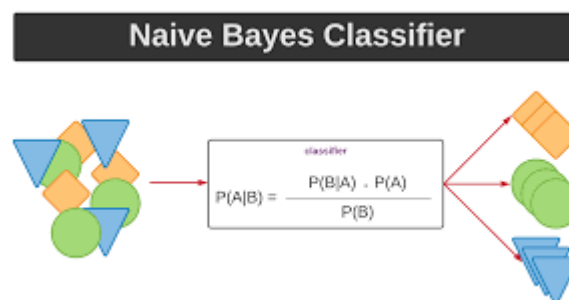 Naive Bayes Classifier
classifier
P(A|B) = P(B|A) . P(A)
P(B)